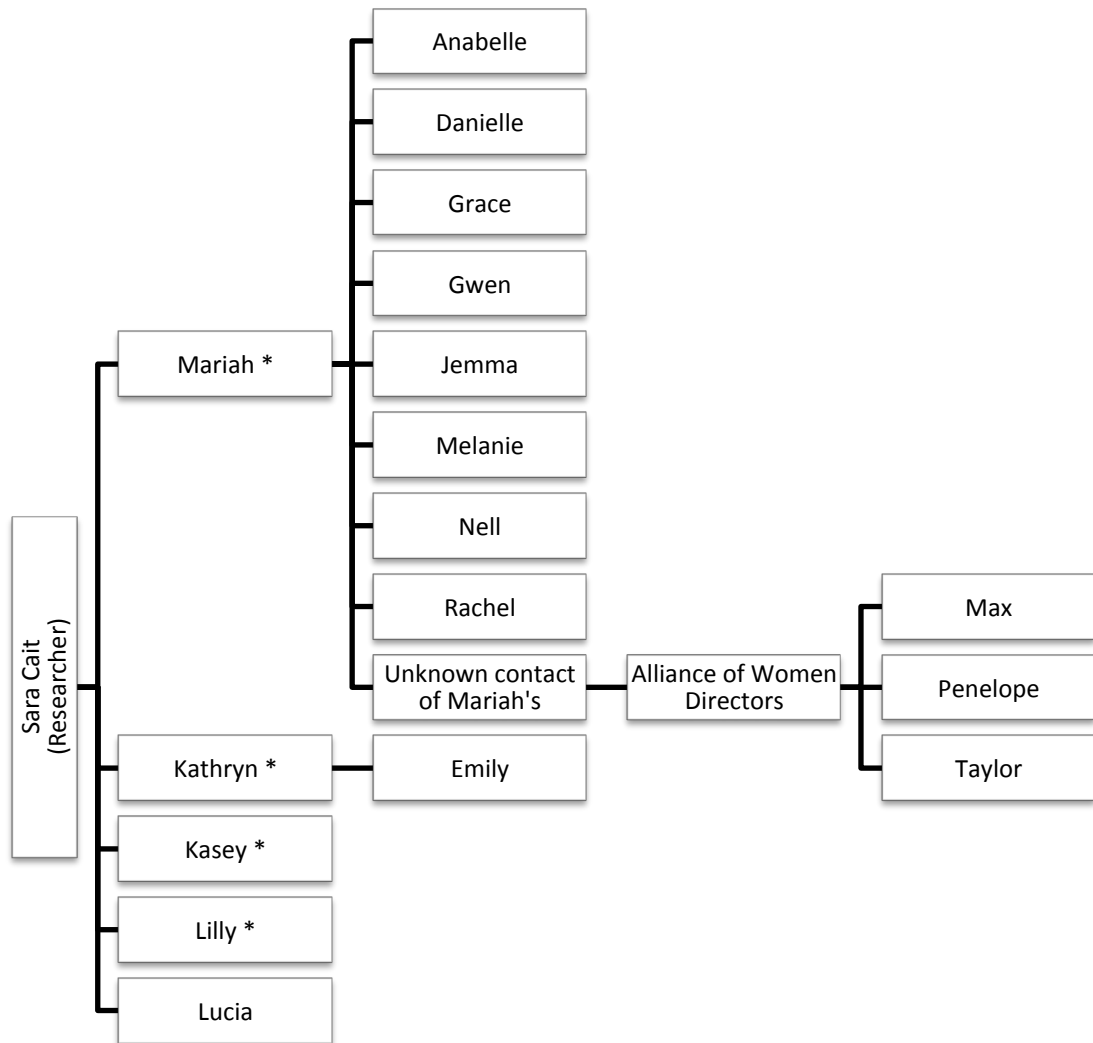 Sara Cait
(Researcher)
Mariah *
Anabelle
Danielle
Grace
Gwen
Jemma
Melanie
Nell
Rachel
Unknown contact
of Mariah's
Alliance of Women
Directors
Max
Penelope
Taylor
Kathryn *
Emily
Kasey *
Lilly *
Lucia